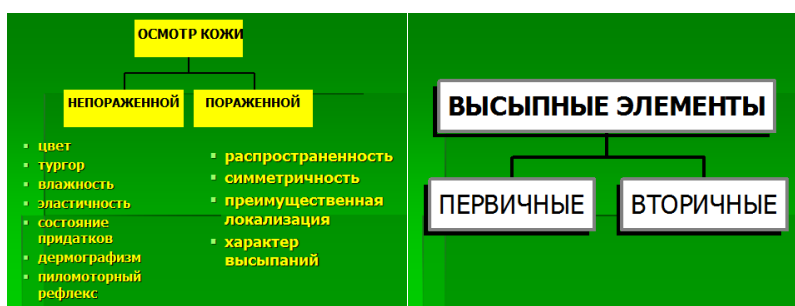 ОСМОТР КОЖИ
НЕПОРАЖЕННОЙ
ПОРАЖЕННОЙ
цвет
тургор
влажность
эластичность
состояние
придатков
дермографизм
пиломоторный
рефлекс
распространенность
симметричность
преимущественная
локализация
характер
высыпаний
ВЫСЫПНЫЕ ЭЛЕМЕНТЫ
ПЕРВИЧНЫЕ
ВТОРИЧНЫЕ